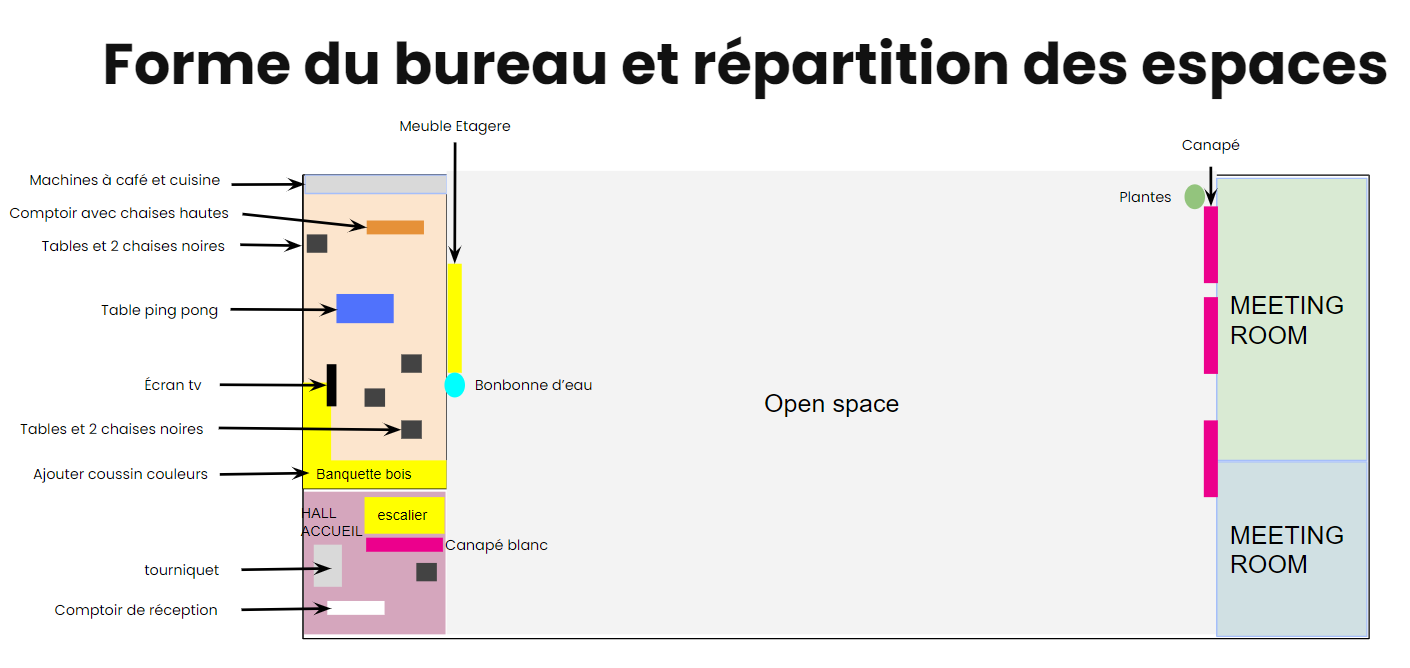 Forme du bureau et répartition des espaces
Meuble Etagere
Canapé
Machines à café et cuisine
Plantes
Comptoir avec chaises hautes
Tables et 2 chaises noires
Table ping pong
MEETING
ROOM
Écran tv
Bonbonne d’eau
Open space
Tables et 2 chaises noires
Ajouter coussin couleurs
Banquette bois
HALL
ACCUEIL
escalier
Canapé blanc
MEETING
ROOM
tourniquet
Comptoir de réception